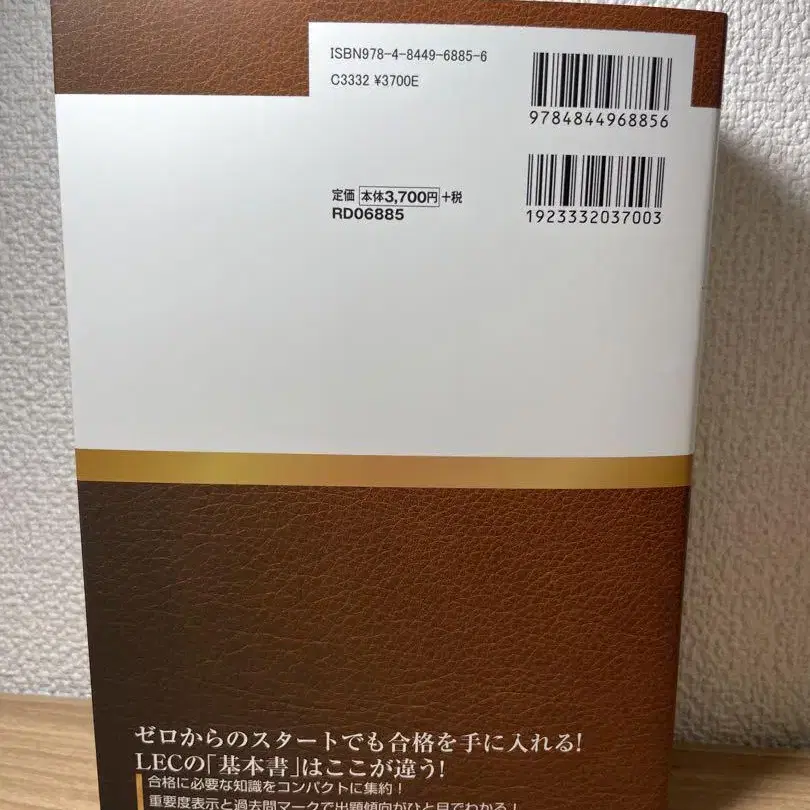 ISBN978-4-8449-6885-6
C3332 ¥3700E
9784844968856
定価 本体3,700円+税
RD06885
1923332037003
ゼロからのスタートでも合格を手に入れる!
LECの「基本書」はここが違う!
合格に必要な知識をコンパクトに集約!
重要度表示と過去問マークで出題傾向がひと目でわかる!